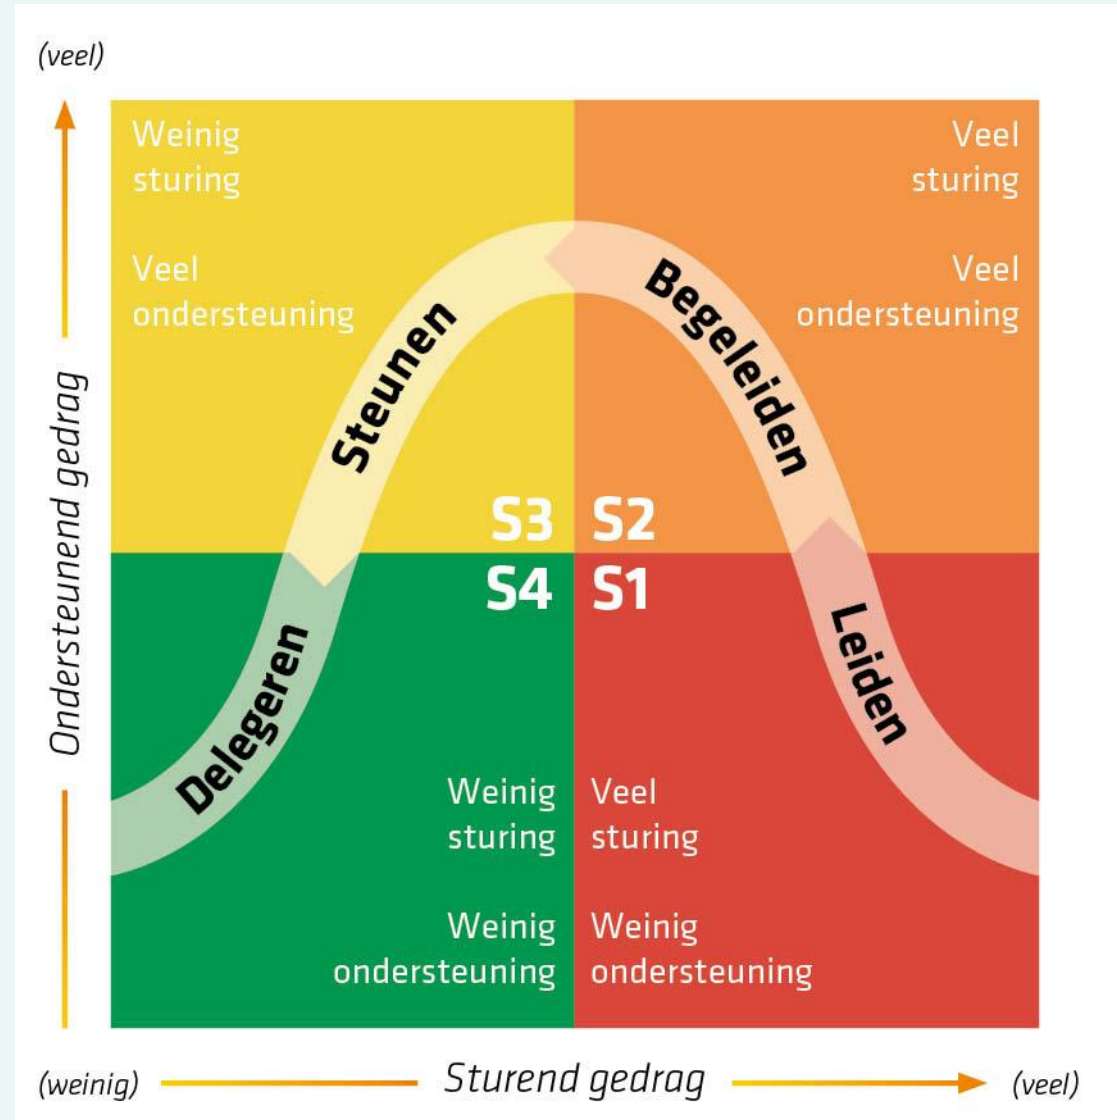 (veel)
Weinig
sturing
Veel
ondersteuning
Veel
sturing
Veel
ondersteuning
Steunen
Begeleiden
S3
S2
S4
S1
Delegeren
Leiden
Weinig
sturing
Weinig
ondersteuning
Veel
sturing
Weinig
ondersteuning
Ondersteunend gedrag
(weinig)
Sturend gedrag
(veel)